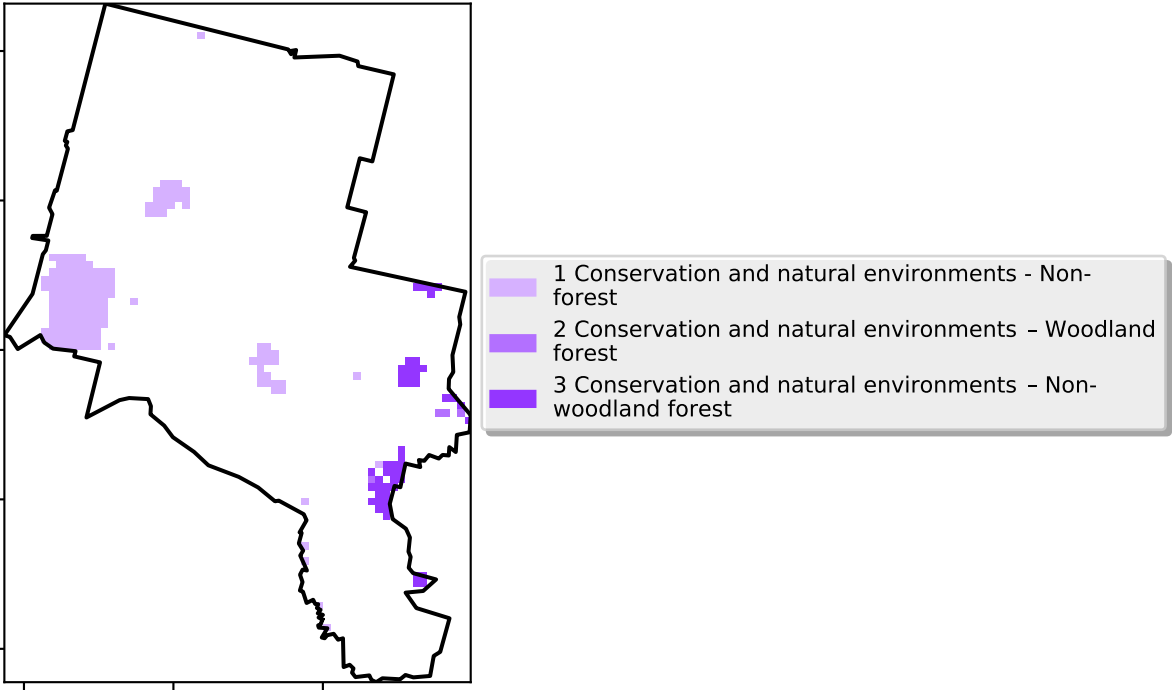 1 Conservation and natural environments - Non-
forest
2 Conservation and natural environments – Woodland
forest
3 Conservation and natural environments – Non-
woodland forest